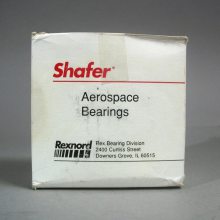 Shafer®
Aerospace
Bearings
Rexnord
Rex Bearing Division
2400 Curtiss Street
Downers Grove, IL 60515